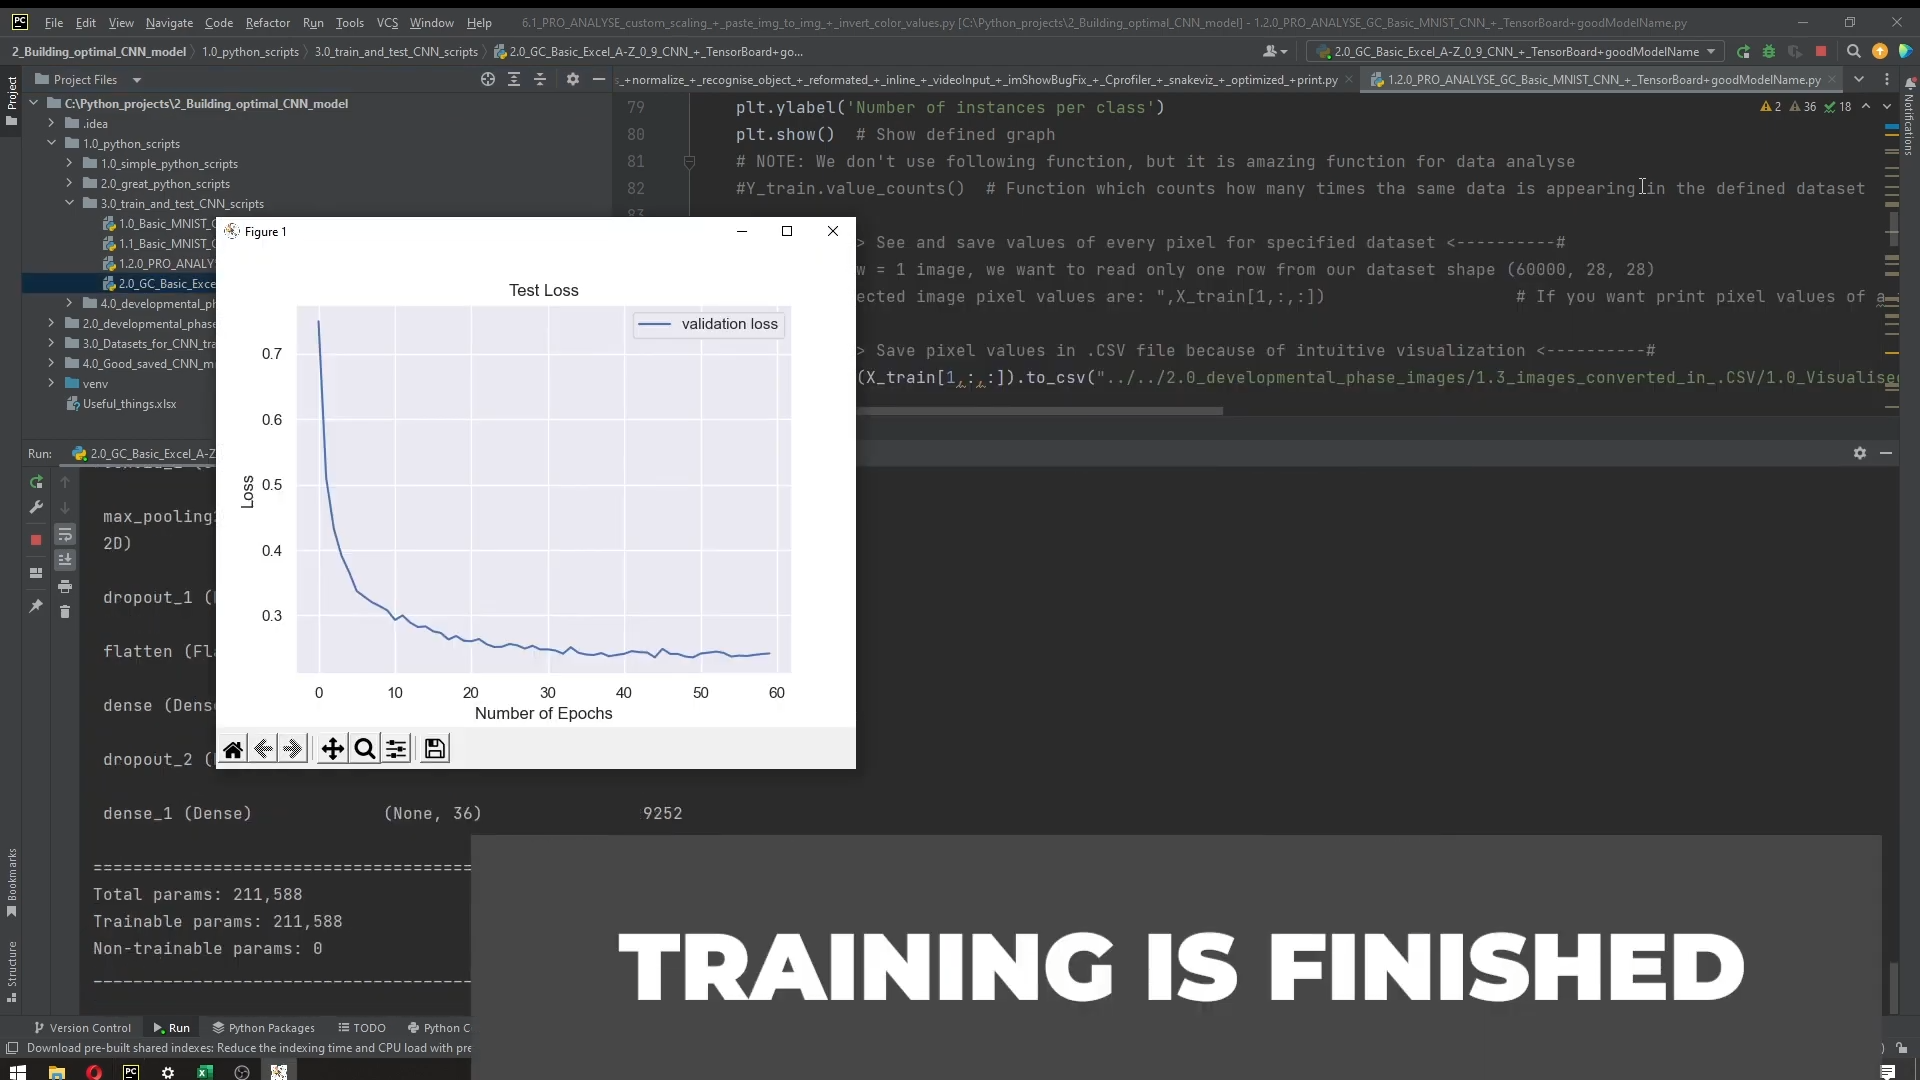 File Edit View Navigate Code Refactor Run Tools VCS Window Help 6.1_PRO_ANALYSE_custom_scaling_+_paste_img_to_img_+_invert_color_values.py [C:\Python_projects\2_Building_optimal_CNN_model] - 1.2.0_PRO_ANALYSE_GC_Basic_MNIST_CNN_+_TensorBoard+goodModelName.py
2_Building_optimal_CNN_model 1.0_python_scripts 3.0_train_and_test_CNN_scripts 2.0_GC_Basic_Excel_A-Z_0_9_CNN_+_TensorBoard+go... 2.0_GC_Basic_Excel_A-Z_0_9_CNN_+_TensorBoard+goodModelName
Project Files s_+normalize_+_recognise_object_+_reformated_+_inline_+_videoInput_+_imShowBugFix_+_Cprofiler_+_snakeviz_+_optimized_+print.py 1.2.0_PRO_ANALYSE_GC_Basic_MNIST_CNN_+_TensorBoard+goodModelName.py
Project
Notifications
C:\Python_projects\2_Building_optimal_CNN_model
.idea
1.0_python_scripts
1.0_simple_python_scripts
2.0_great_python_scripts
3.0_train_and_test_CNN_scripts
1.0_Basic_MNIST_C
1.1_Basic_MNIST_C
1.2.0_PRO_ANALY
2.0_GC_Basic_Exce
4.0_developmental_ph
2.0_developmental_phase
3.0_Datasets_for_CNN_tra
4.0_Good_saved_CNN_m
venv
Useful_things.xlsx
2 36 18
79 plt.ylabel('Number of instances per class')
80 plt.show() # Show defined graph
81 # NOTE: We don't use following function, but it is amazing function for data analyse
82 #Y_train.value_counts() # Function which counts how many times tha same data is appearing in the defined dataset
83
> See and save values of every pixel for specified dataset <----------#
w = 1 image, we want to read only one row from our dataset shape (60000, 28, 28)
ected image pixel values are: ",X_train[1,:,:]) # If you want print pixel values of a
> Save pixel values in .CSV file because of intuitive visualization <----------#
(X_train[1,:,:]).to_csv("../../2.0_developmental_phase_images/1.3_images_converted_in_.CSV/1.0_Visualise
Figure 1
Test Loss
validation loss
0.7
0.6
0.5
0.4
0.3
Loss
0 10 20 30 40 50 60
Number of Epochs
Run: 2.0_GC_Basic_Excel_A-Z
max_pooling
2D)
dropout_1 (
flatten (Fl
dense (Dens
dropout_2 (
dense_1 (Dense) (None, 36) 9252
=================================================
Total params: 211,588
Trainable params: 211,588
Non-trainable params: 0
Bookmarks
Structure
TRAINING IS FINISHED
Version Control Run Python Packages TODO Python C
Download pre-built shared indexes: Reduce the indexing time and CPU load with pre